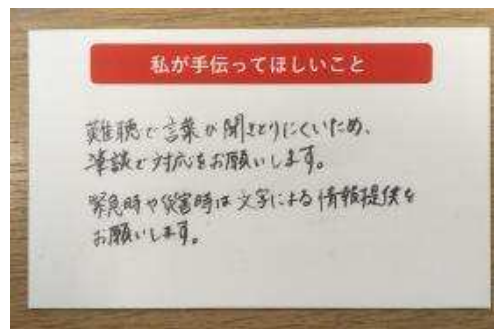 私が手伝ってほしいこと
難聴で言葉が聞きとりにくいため、
筆談で対応をお願いします。
緊急時や災害時は文字による情報提供を
お願いします。